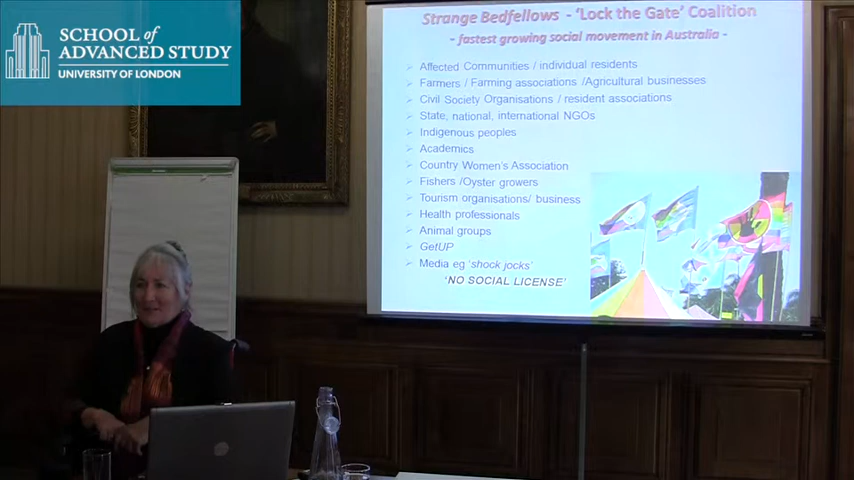 SCHOOL of
ADVANCED STUDY
UNIVERSITY OF LONDON
Strange Bedfellows - 'Lock the Gate' Coalition
- fastest growing social movement in Australia -
Affected Communities / individual residents
Farmers / Farming associations /Agricultural businesses
Civil Society Organisations / resident associations
State, national, international NGOs
Indigenous peoples
Academics
Country Women's Association
Fishers /Oyster growers
Tourism organisations/ business
Health professionals
Animal groups
GetUP
Media eg 'shock jocks'
'NO SOCIAL LICENSE'